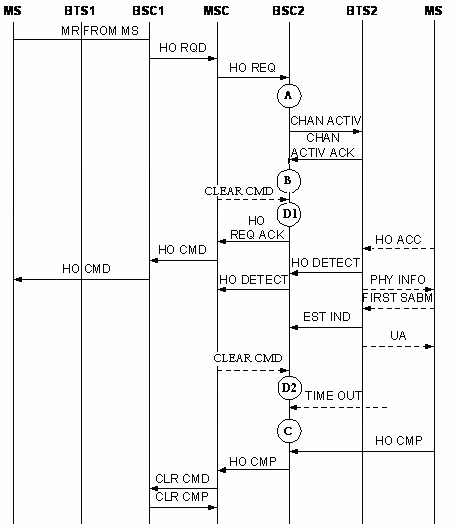 MS BTS1 BSC1 MSC BSC2 BTS2 MS
MR FROM MS
HO RQD
HO REQ
A
CHAN ACTIV
CHAN
ACTIV ACK
B
CLEAR CMD
D1
HO
REQ ACK
HO ACC
HO CMD
HO DETECT
HO CMD
HO DETECT
PHY INFO
FIRST SABM
EST IND
UA
CLEAR CMD
D2
TIME OUT
C
HO CMP
HO CMP
CLR CMD
CLR CMP